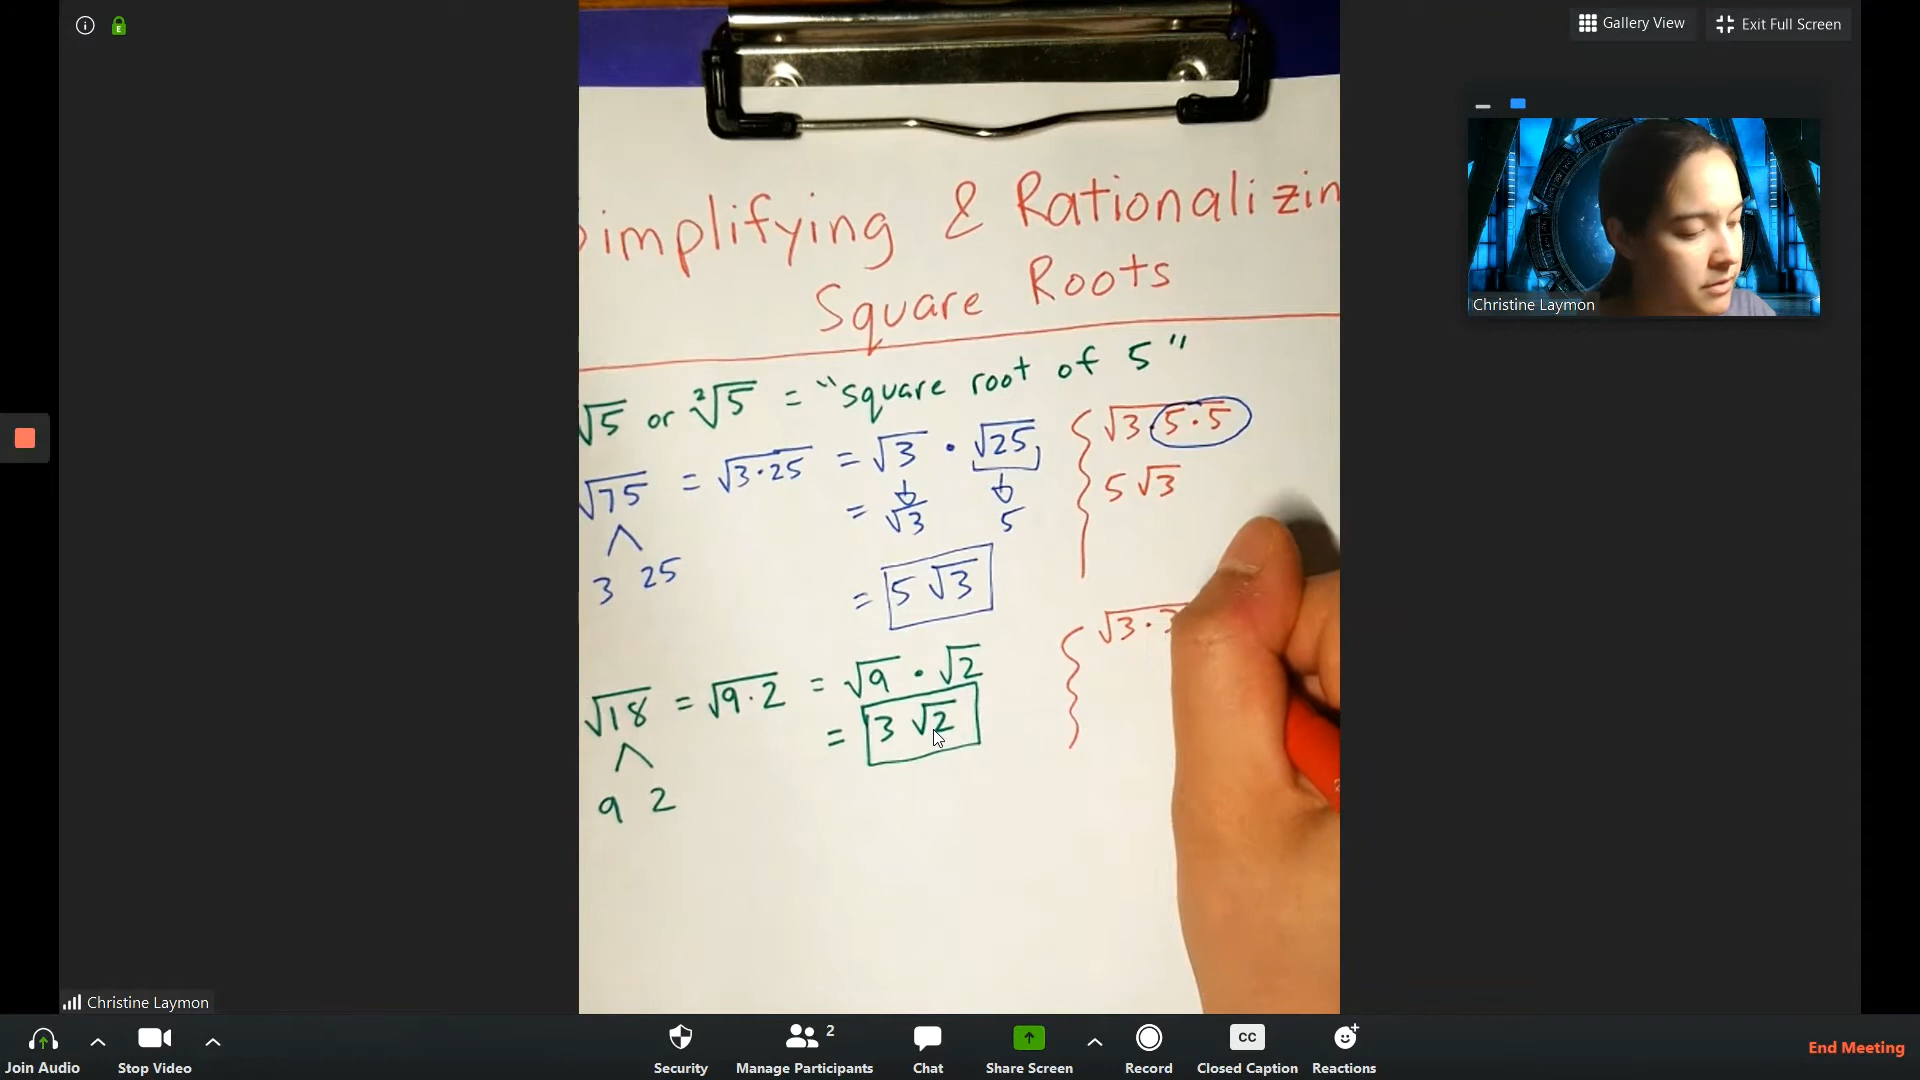 Gallery View Exit Full Screen
Christine Laymon
Simplifying & Rationalizin
Square Roots
√5 or ²√5 = "square root of 5"
√75 = √3·25 = √3 · √25
= √3 5
3 25
= 5√3
√3·5·5
5√3
√18 = √9·2 = √9 · √2
= 3√2
9 2
√3·3
Christine Laymon
Join Audio Stop Video Security Manage Participants 2 Chat Share Screen Record CC Closed Caption Reactions End Meeting